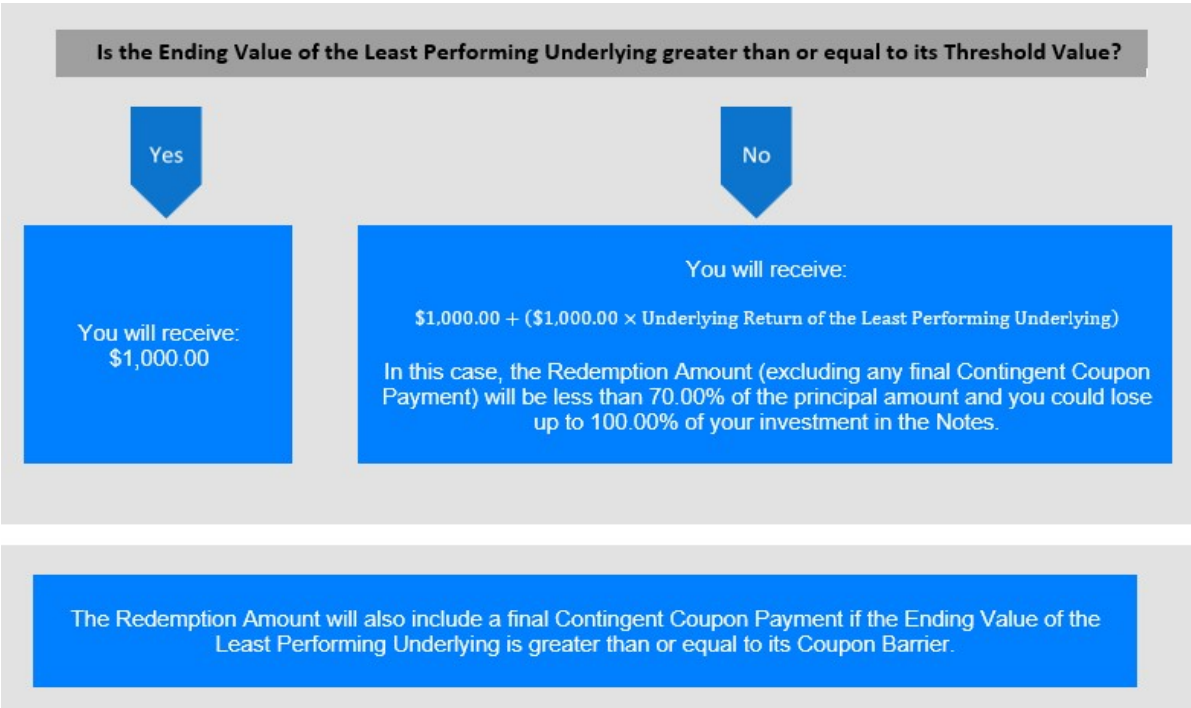 Is the Ending Value of the Least Performing Underlying greater than or equal to its Threshold Value?
Yes
No
You will receive:
$1,000.00
You will receive:
$1,000.00 + ($1,000.00 × Underlying Return of the Least Performing Underlying)
In this case, the Redemption Amount (excluding any final Contingent Coupon
Payment) will be less than 70.00% of the principal amount and you could lose
up to 100.00% of your investment in the Notes.
The Redemption Amount will also include a final Contingent Coupon Payment if the Ending Value of the
Least Performing Underlying is greater than or equal to its Coupon Barrier.